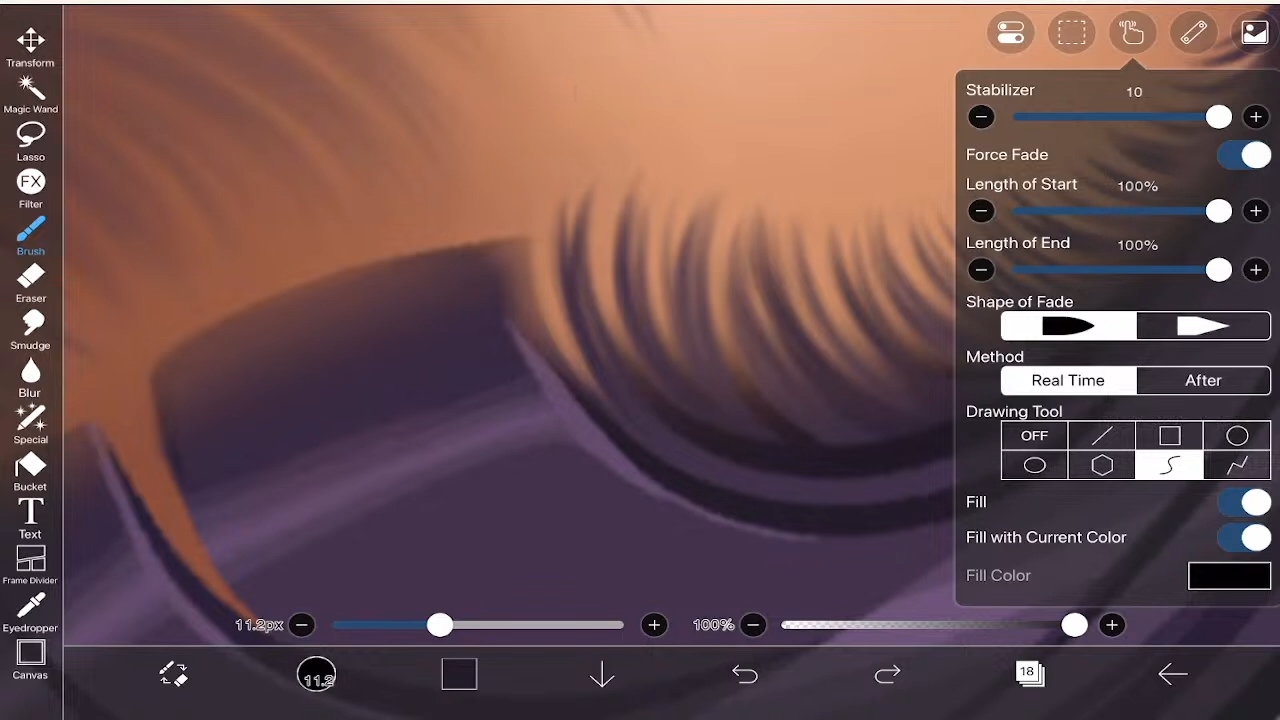 Transform
Magic Wand
Lasso
FX
Filter
Brush
Eraser
Smudge
Blur
Special
Bucket
T
Text
Frame Divider
Eyedropper
Canvas
Stabilizer 10
Force Fade
Length of Start 100%
Length of End 100%
Shape of Fade
Method
Real Time After
Drawing Tool
OFF
Fill
Fill with Current Color
Fill Color
11.2px 100%
11.2 18